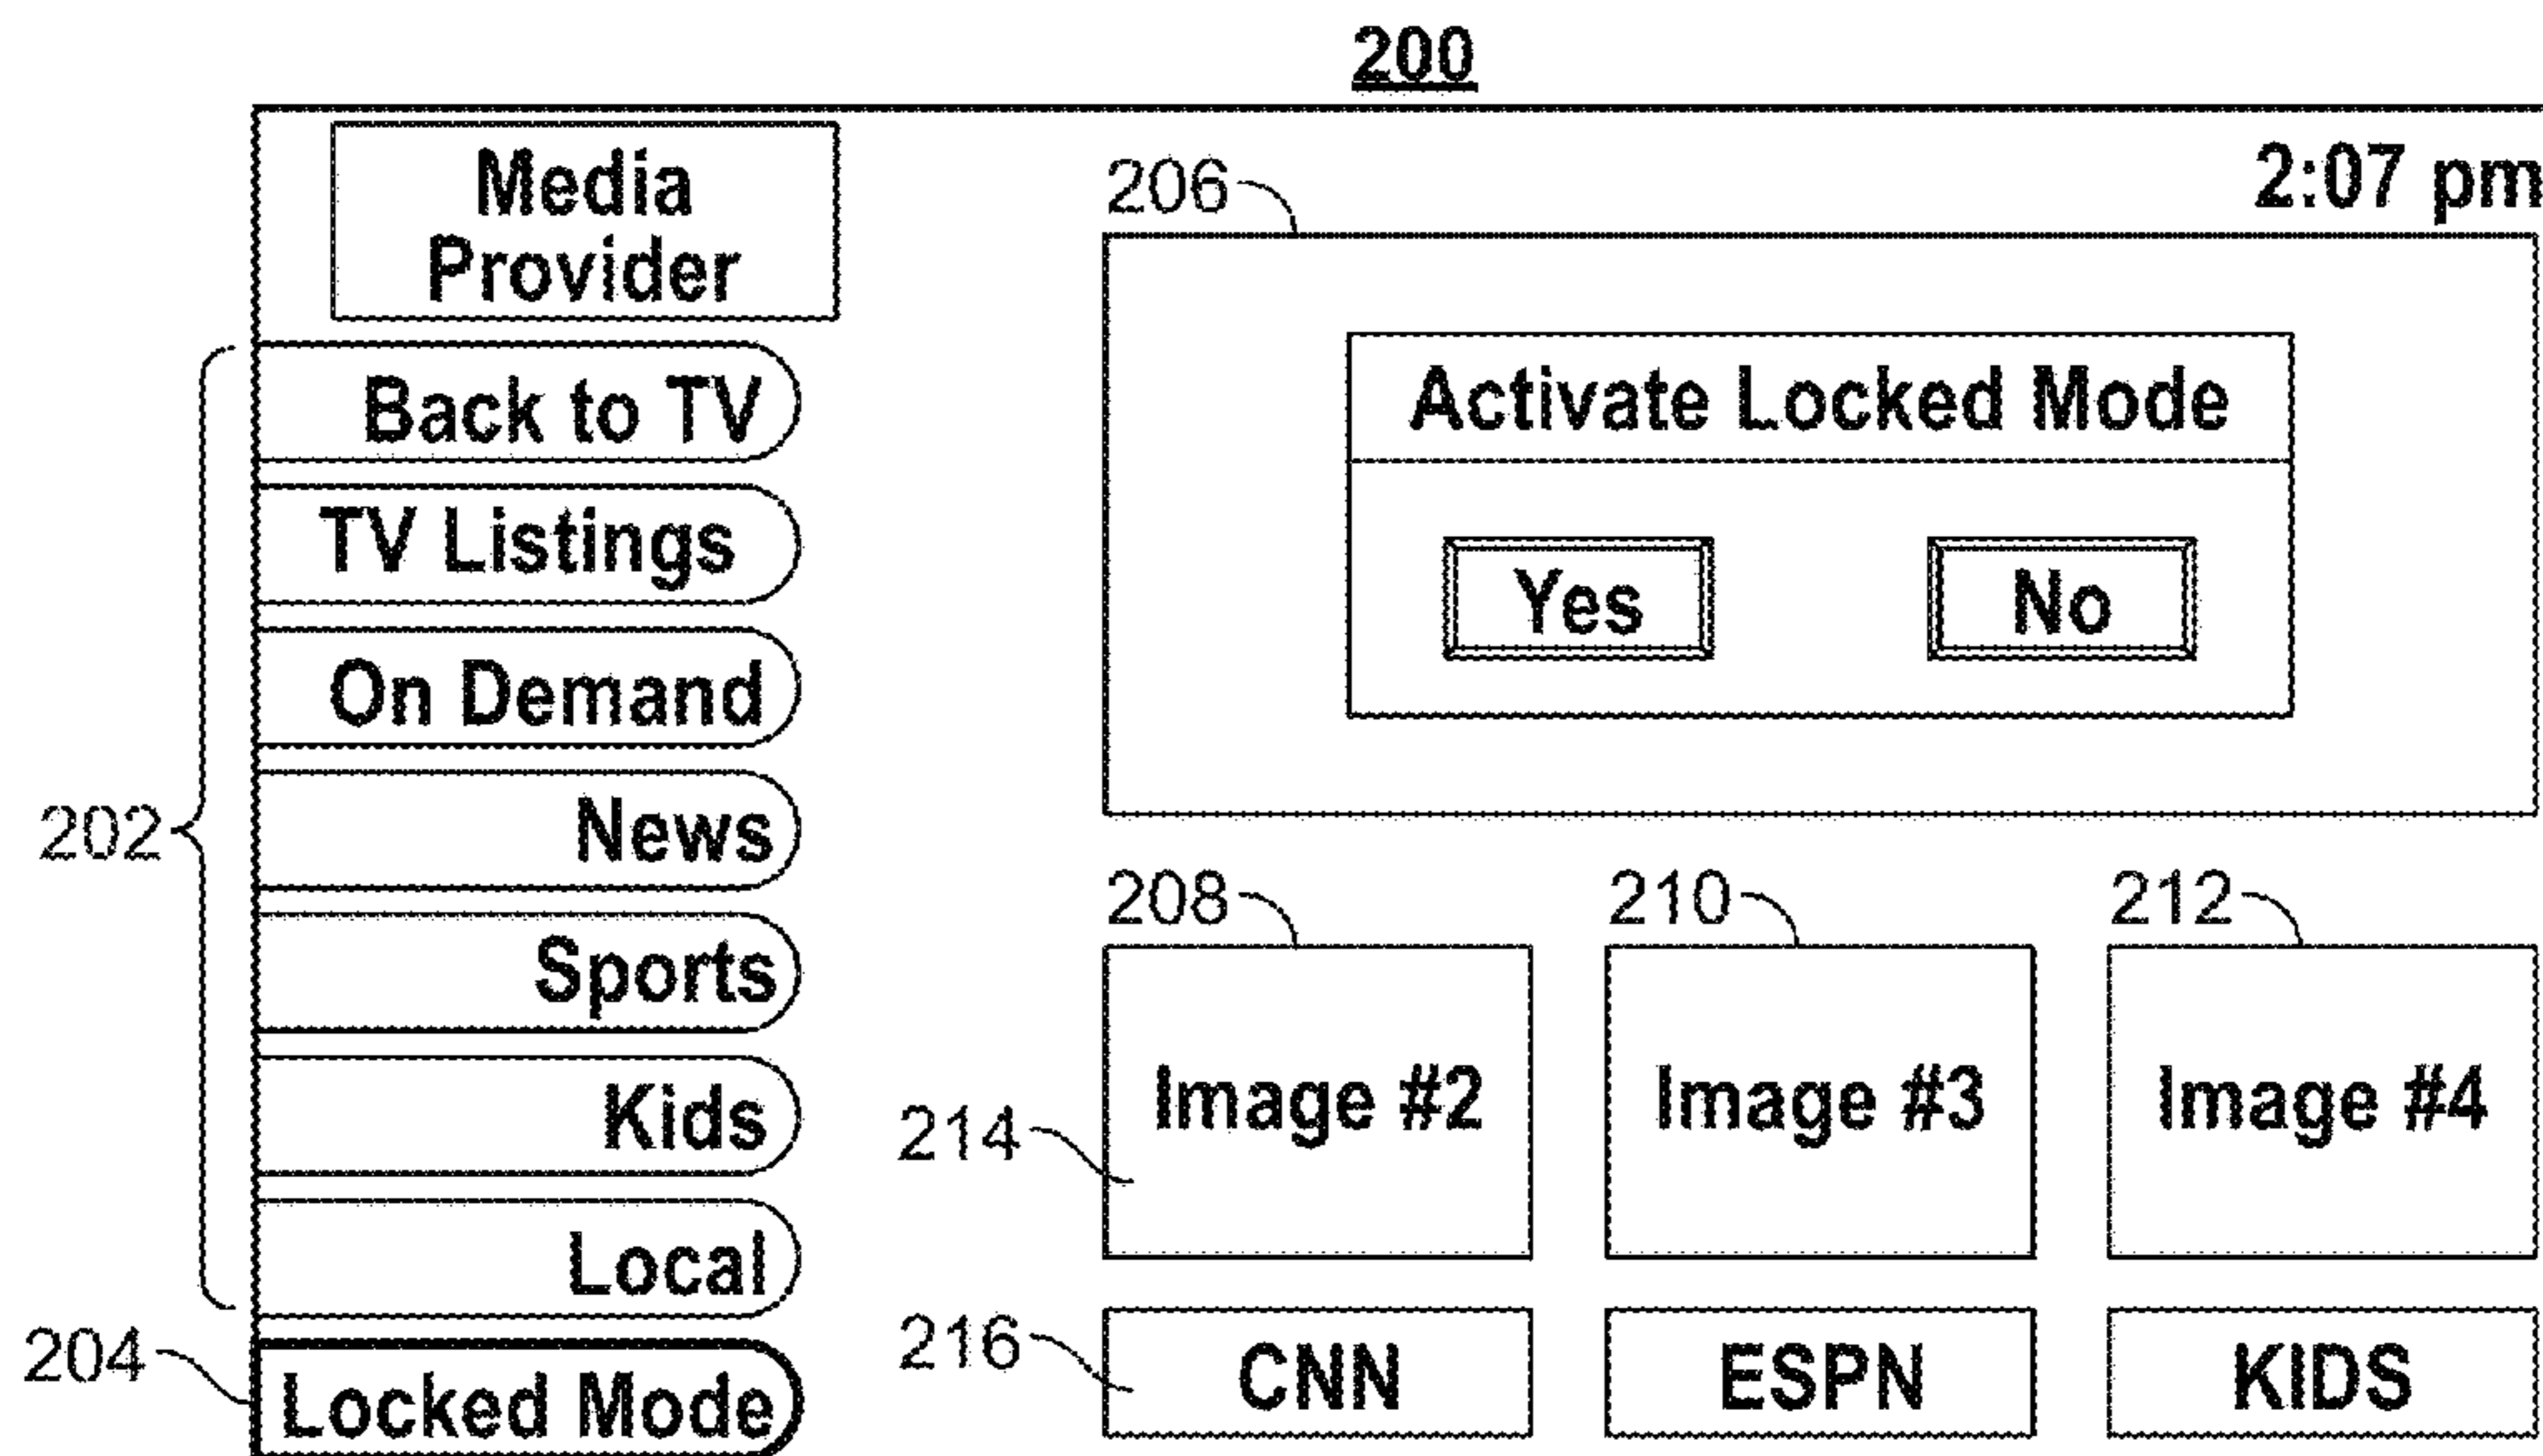 200
Media
Provider
2:07 pm
206
Activate Locked Mode
Yes No
Back to TV
TV Listings
On Demand
News
Sports
Kids
Local
202
204
Locked Mode
208 210 212
Image #2 Image #3 Image #4
214
216
CNN ESPN KIDS